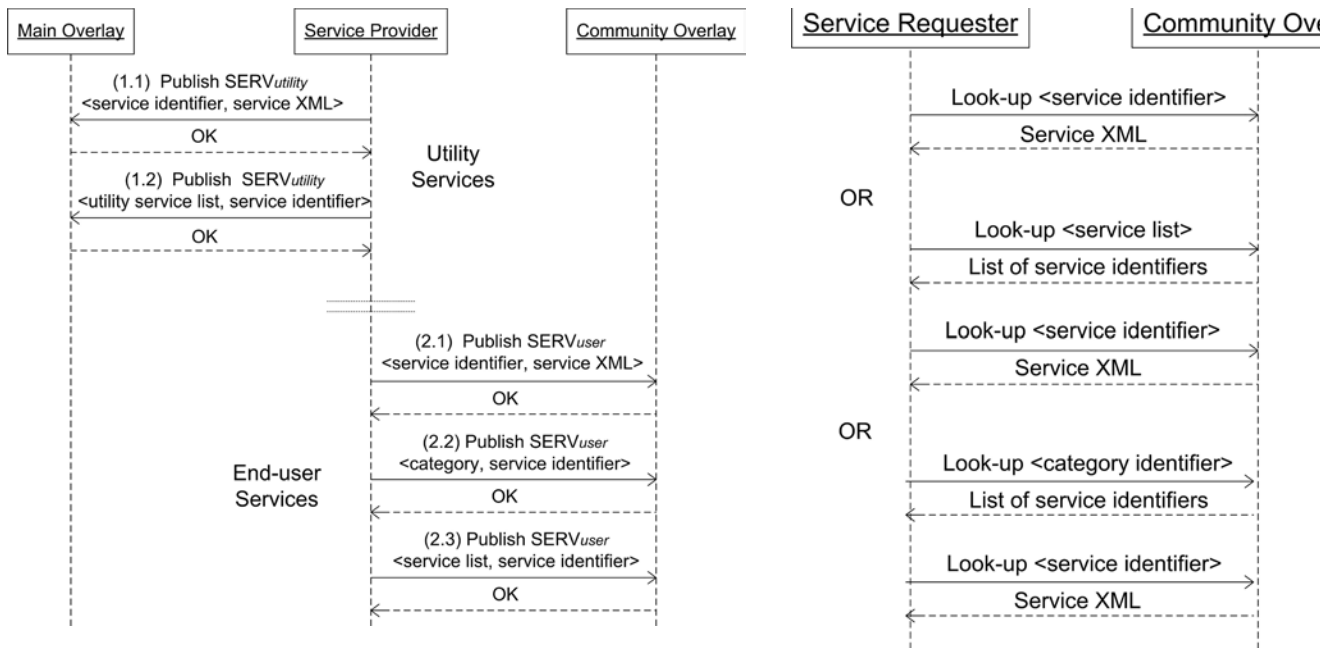 Main Overlay
Service Provider
Community Overlay
(1.1) Publish SERVutility
<service identifier, service XML>
OK
(1.2) Publish SERVutility
<utility service list, service identifier>
OK
Utility
Services
(2.1) Publish SERVuser
<service identifier, service XML>
OK
(2.2) Publish SERVuser
<category, service identifier>
OK
End-user
Services
(2.3) Publish SERVuser
<service list, service identifier>
OK
Service Requester
Community Ove
Look-up <service identifier>
Service XML
OR
Look-up <service list>
List of service identifiers
Look-up <service identifier>
Service XML
OR
Look-up <category identifier>
List of service identifiers
Look-up <service identifier>
Service XML